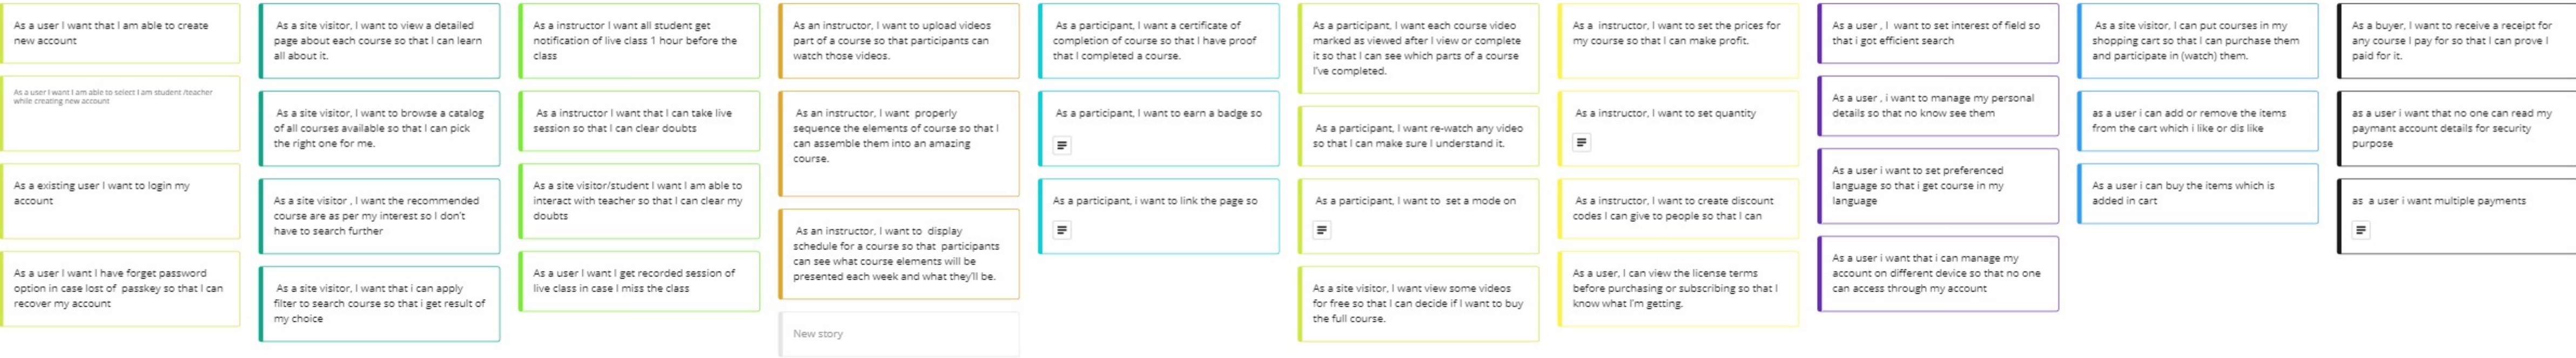 As a user I want that I am able to create
new account
As a user I want I am able to select I am student /teacher
while creating new account
As a existing user I want to login my
account
As a user I want I have forget password
option in case lost of passkey so that I can
recover my account
As a site visitor, I want to view a detailed
page about each course so that I can learn
all about it.
As a site visitor, I want to browse a catalog
of all courses available so that I can pick
the right one for me.
As a site visitor , I want the recommended
course are as per my interest so I don't
have to search further
As a site visitor, I want that i can apply
filter to search course so that i get result of
my choice
As a instructor I want all student get
notification of live class 1 hour before the
class
As a instructor I want that I can take live
session so that I can clear doubts
As a site visitor/student I want I am able to
interact with teacher so that I can clear my
doubts
As a user I want I get recorded session of
live class in case I miss the class
As an instructor, I want to upload videos
part of a course so that participants can
watch those videos.
As an instructor, I want properly
sequence the elements of course so that I
can assemble them into an amazing
course.
As an instructor, I want to display
schedule for a course so that participants
can see what course elements will be
presented each week and what they'll be.
New story
As a participant, I want a certificate of
completion of course so that I have proof
that I completed a course.
As a participant, I want to earn a badge so
As a participant, i want to link the page so
As a participant, I want each course video
marked as viewed after I view or complete
it so that I can see which parts of a course
I've completed.
As a participant, I want re-watch any video
so that I can make sure I understand it.
As a participant, I want to set a mode on
As a site visitor, I want view some videos
for free so that I can decide if I want to buy
the full course.
As a instructor, I want to set the prices for
my course so that I can make profit.
As a instructor, I want to set quantity
As a instructor, I want to create discount
codes I can give to people so that I can
As a user, I can view the license terms
before purchasing or subscribing so that I
know what I'm getting.
As a user , I want to set interest of field so
that i got efficient search
As a user , i want to manage my personal
details so that no know see them
As a user i want to set preferenced
language so that i get course in my
language
As a user i want that i can manage my
account on different device so that no one
can access through my account
As a site visitor, I can put courses in my
shopping cart so that I can purchase them
and participate in (watch) them.
as a user i can add or remove the items
from the cart which i like or dis like
As a user i can buy the items which is
added in cart
As a buyer, I want to receive a receipt for
any course I pay for so that I can prove I
paid for it.
as a user i want that no one can read my
paymant account details for security
purpose
as a user i want multiple payments